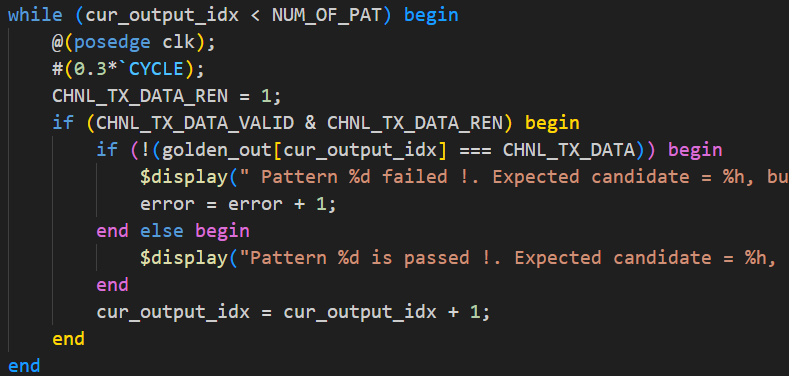 while (cur_output_idx < NUM_OF_PAT) begin
@(posedge clk);
#(0.3*`CYCLE);
CHNL_TX_DATA_REN = 1;
if (CHNL_TX_DATA_VALID & CHNL_TX_DATA_REN) begin
if (!(golden_out[cur_output_idx] === CHNL_TX_DATA)) begin
$display(" Pattern %d failed !. Expected candidate = %h, bu
error = error + 1;
end else begin
$display("Pattern %d is passed !. Expected candidate = %h,
end
cur_output_idx = cur_output_idx + 1;
end
end